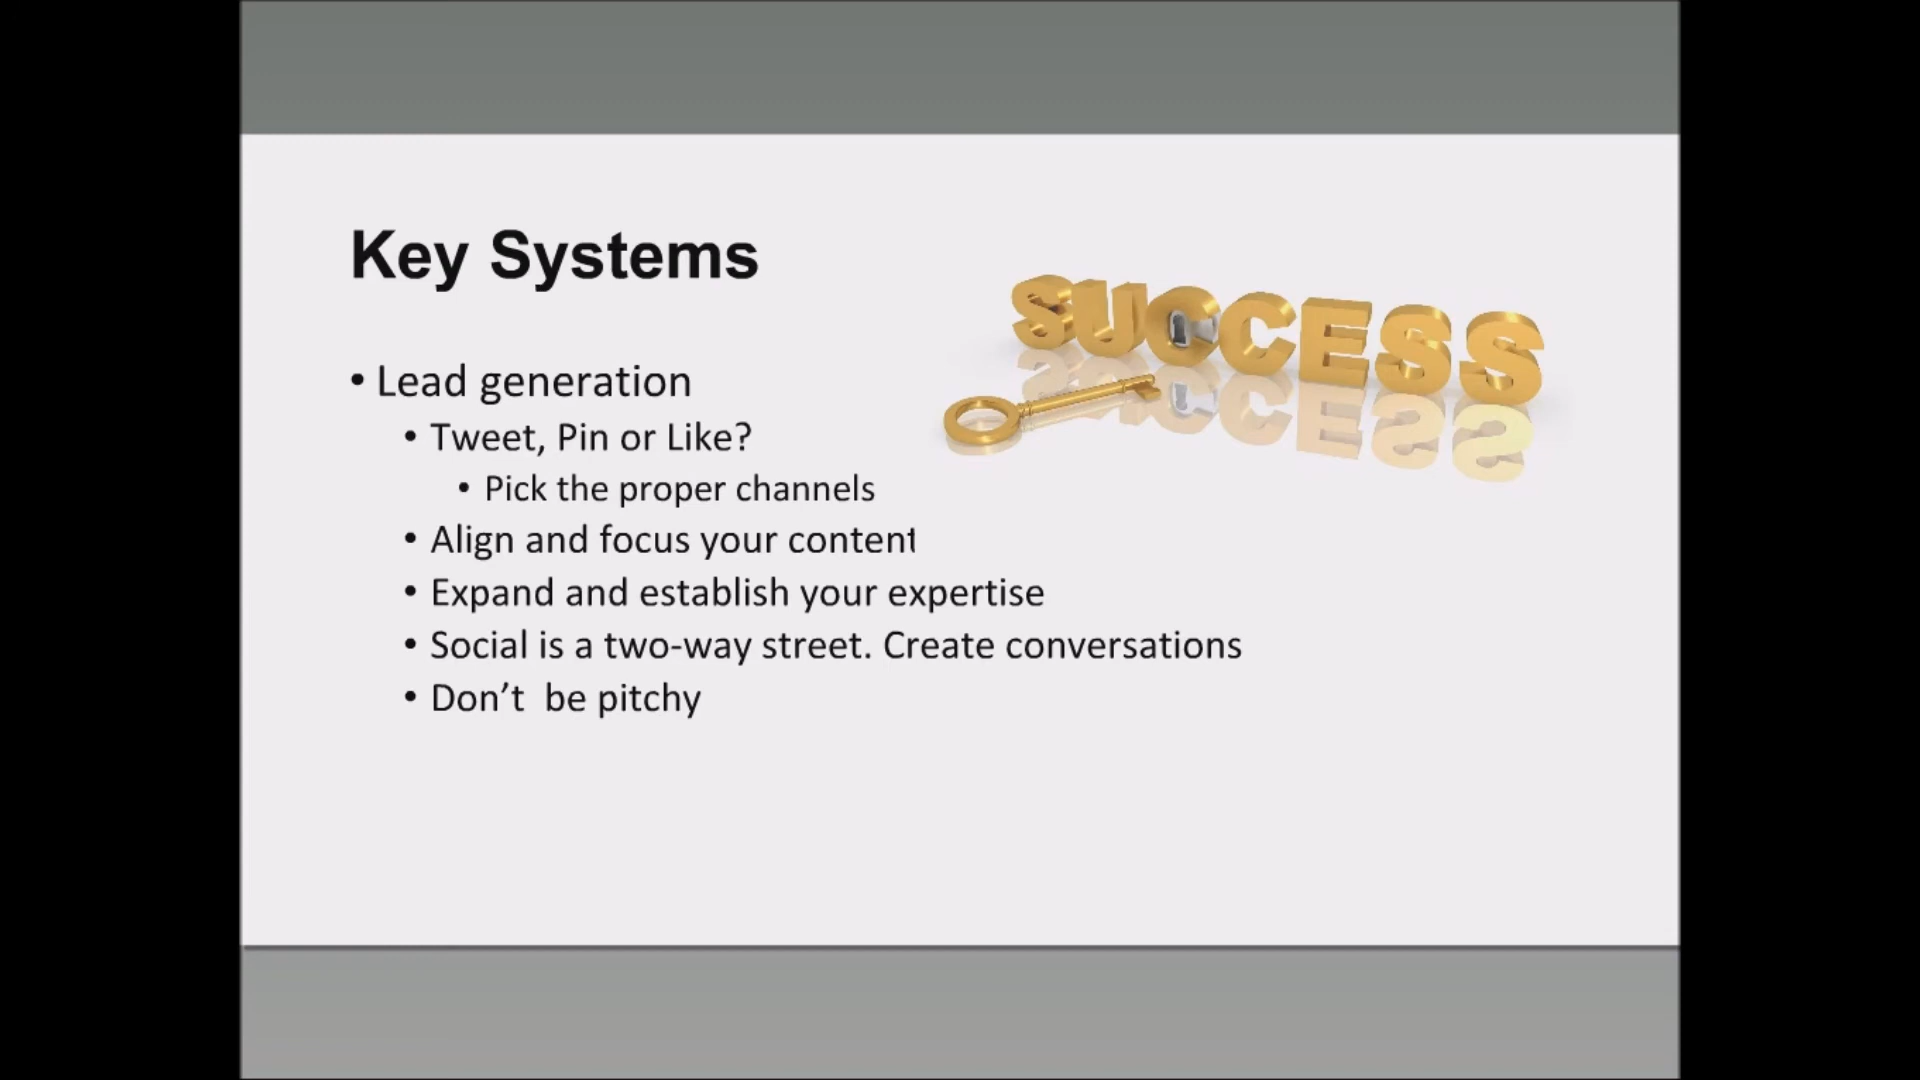 Key Systems
SUCCESS
• Lead generation
• Tweet, Pin or Like?
• Pick the proper channels
• Align and focus your content
• Expand and establish your expertise
• Social is a two-way street. Create conversations
• Don’t  be pitchy